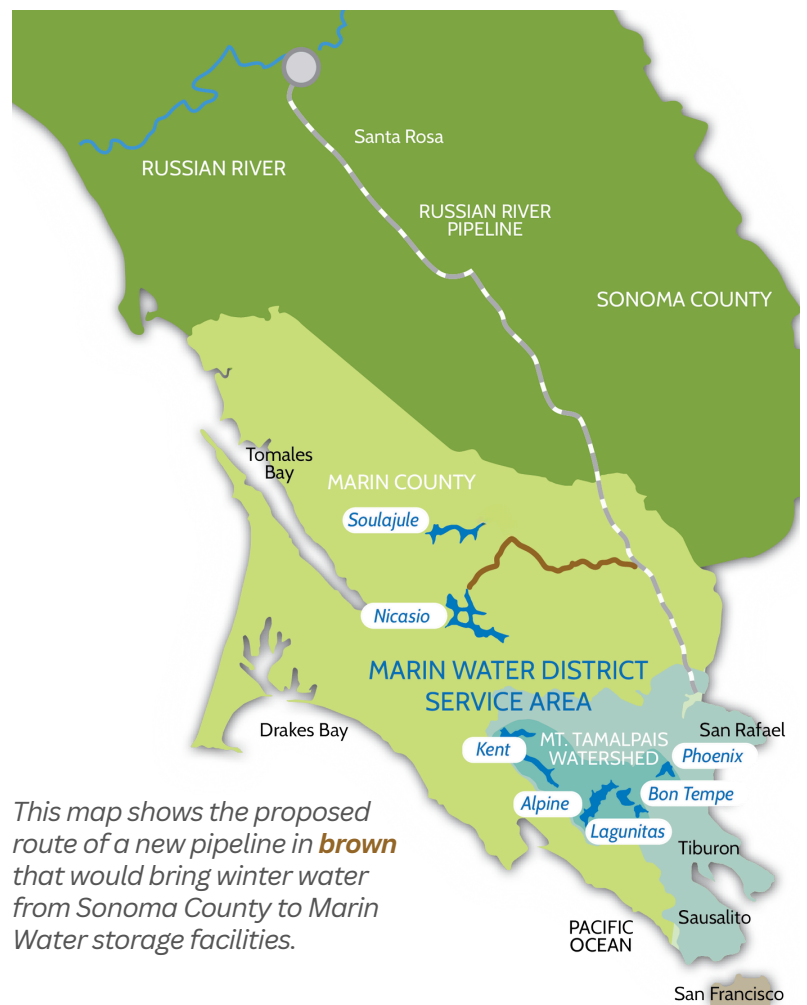 Santa Rosa
RUSSIAN RIVER
RUSSIAN RIVER
PIPELINE
SONOMA COUNTY
Tomales
Bay
MARIN COUNTY
Soulajule
Nicasio
MARIN WATER DISTRICT
SERVICE AREA
Drakes Bay
San Rafael
Kent
MT. TAMALPAIS
WATERSHED
Phoenix
Bon Tempe
Alpine
Lagunitas
Tiburon
This map shows the proposed
route of a new pipeline in brown
that would bring winter water
from Sonoma County to Marin
Water storage facilities.
Sausalito
PACIFIC
OCEAN
San Francisco